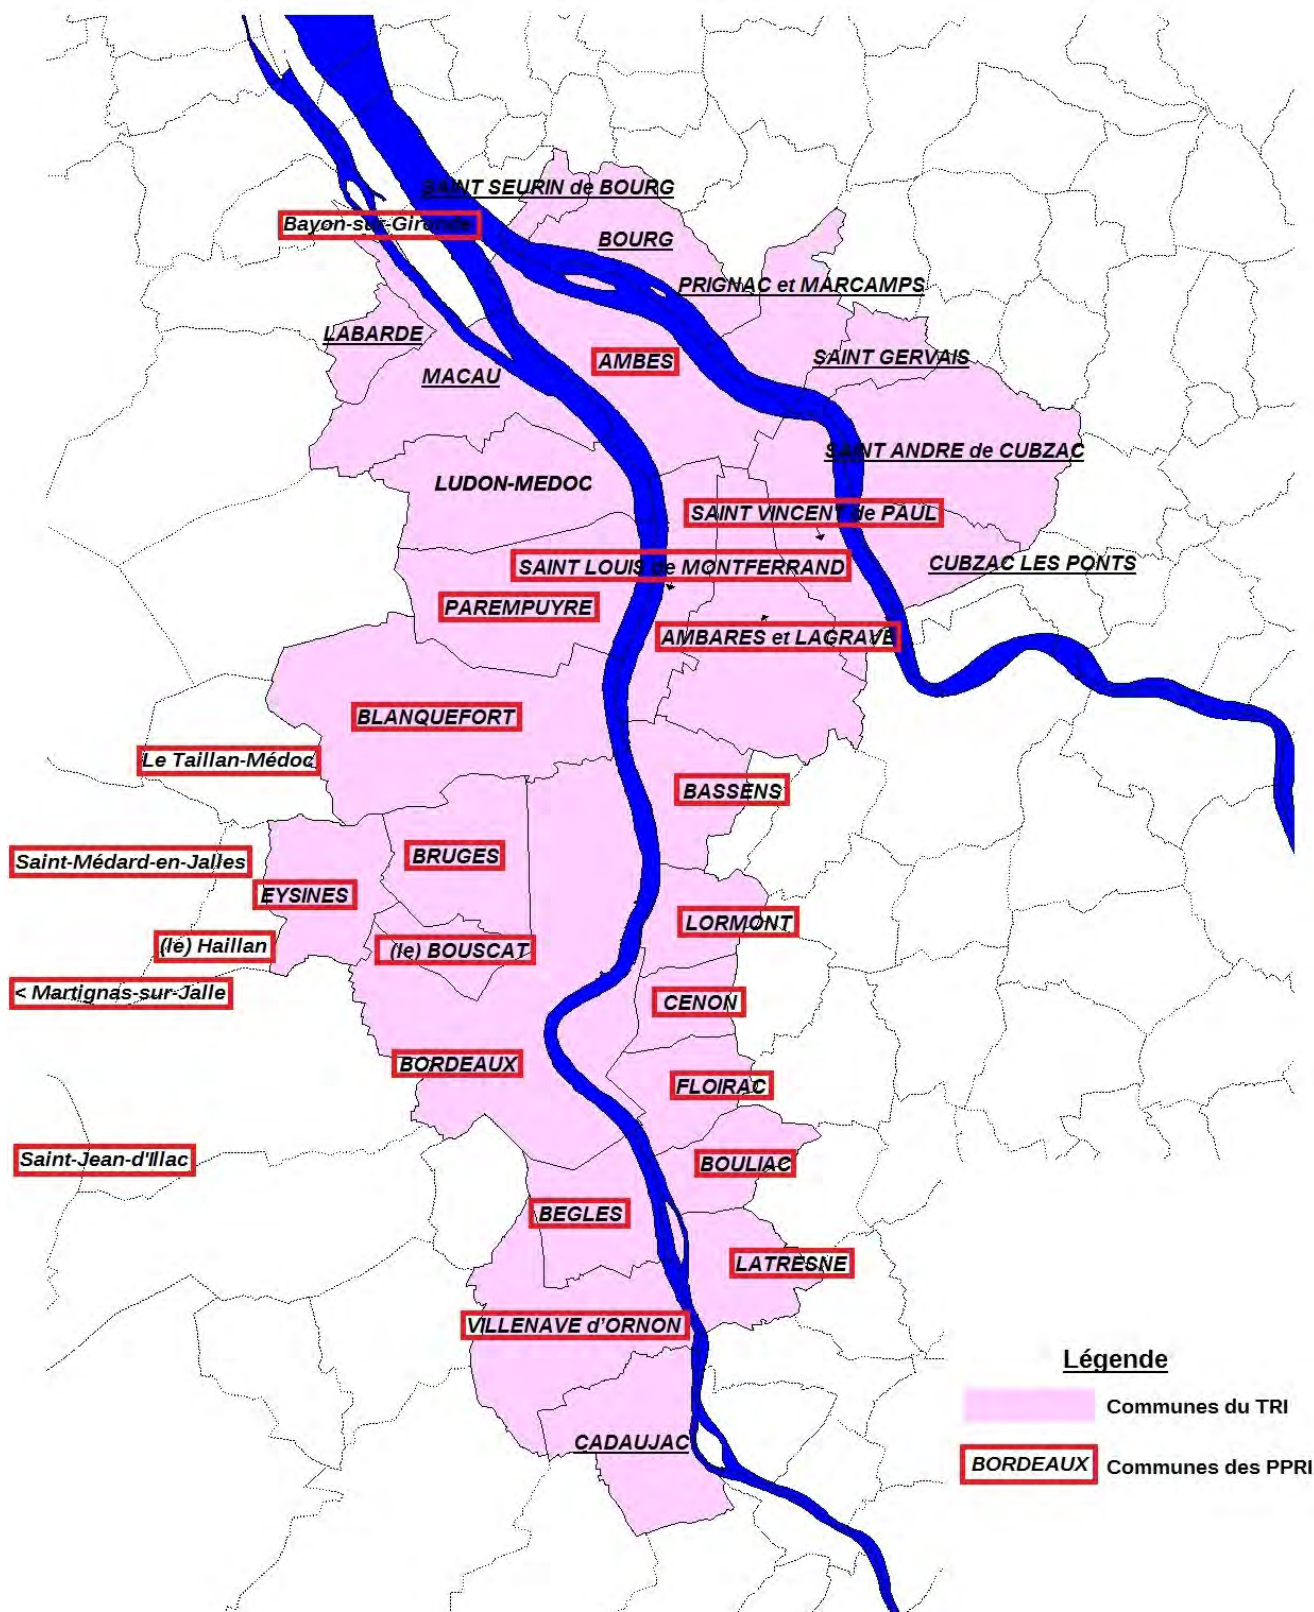 SAINT SEURIN de BOURG
Bayon-sur-Gironde
BOURG
PRIGNAC et MARCAMPS
LABARDE
AMBES
SAINT GERVAIS
MACAU
SAINT ANDRE de CUBZAC
LUDON-MEDOC
SAINT VINCENT de PAUL
SAINT LOUIS de MONTFERRAND
CUBZAC LES PONTS
PAREMPUYRE
AMBARES et LAGRAVE
BLANQUEFORT
Le Taillan-Médoc
BASSENS
BRUGES
Saint-Médard-en-Jalles
EYSINES
LORMONT
(le) Haillan
(le) BOUSCAT
< Martignas-sur-Jalle
CENON
BORDEAUX
FLOIRAC
Saint-Jean-d'Illac
BOULIAC
BEGLES
LATRESNE
VILLENAVE d'ORNON
CADAUJAC
Légende
Communes du TRI
BORDEAUX
Communes des PPRI